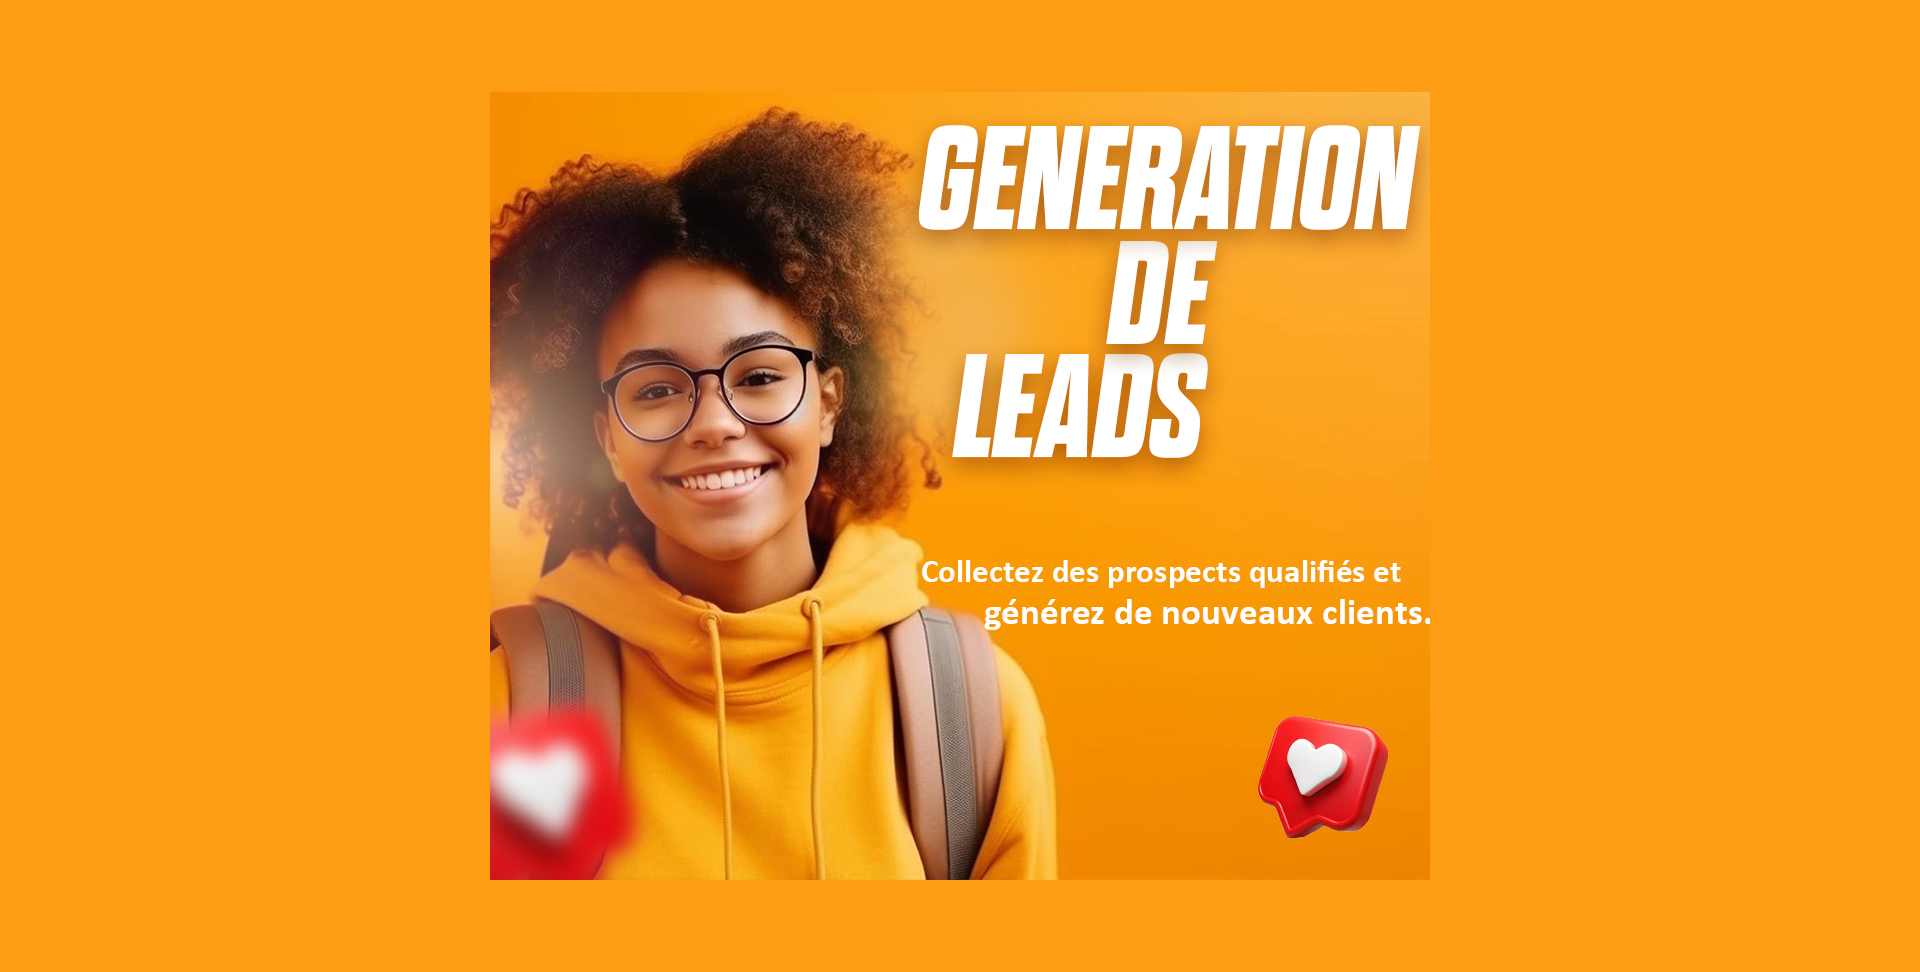 GENERATION
DE
LEADS
Collectez des prospects qualifiés et
générez de nouveaux clients.